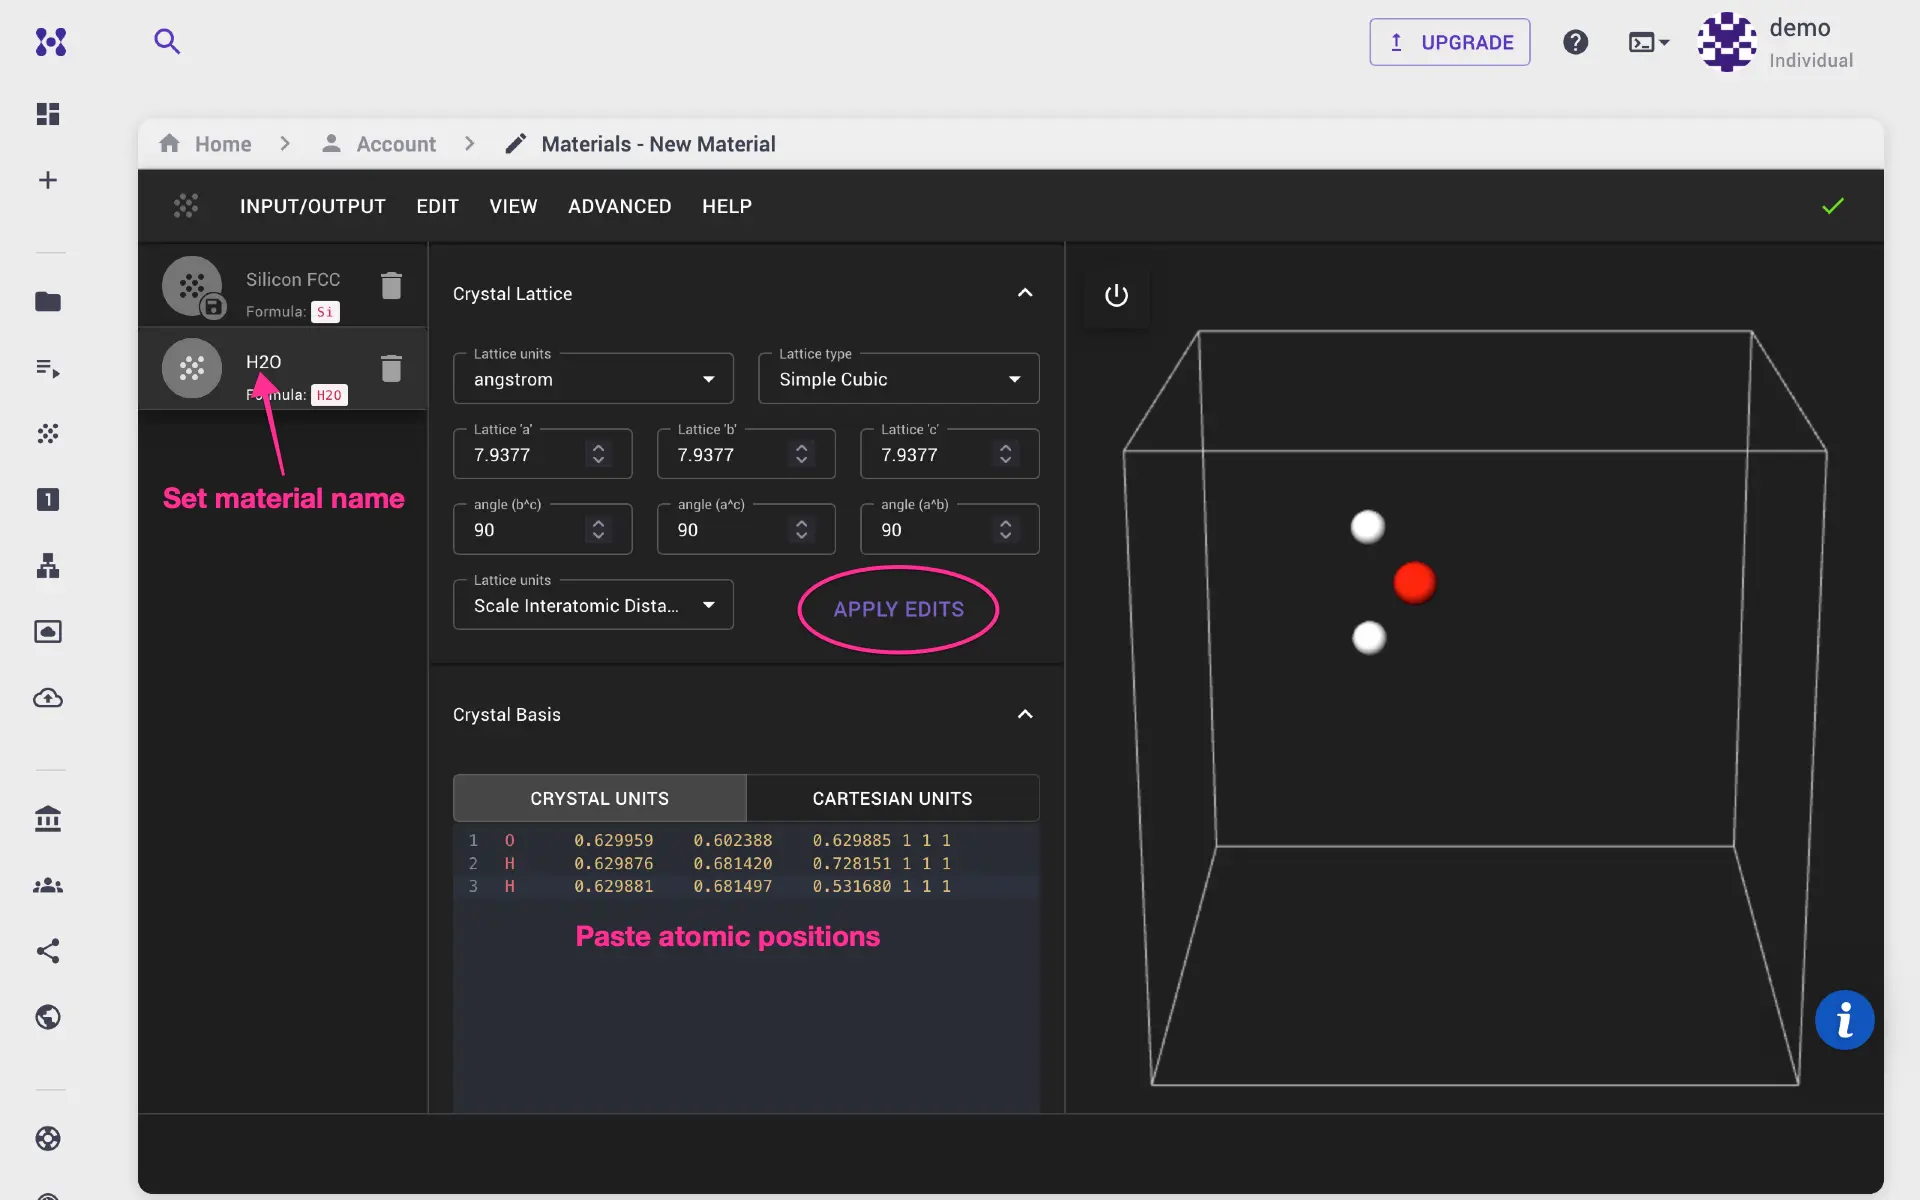 UPGRADE
demo
Individual
Home
Account
Materials - New Material
INPUT/OUTPUT EDIT VIEW ADVANCED HELP
Silicon FCC
Formula: Si
H2O
Formula: H2O
Set material name
Crystal Lattice
Lattice units
angstrom
Lattice type
Simple Cubic
Lattice 'a'
7.9377
Lattice 'b'
7.9377
Lattice 'c'
7.9377
angle (b^c)
90
angle (a^c)
90
angle (a^b)
90
Lattice units
Scale Interatomic Dista...
APPLY EDITS
Crystal Basis
CRYSTAL UNITS
CARTESIAN UNITS
1 O 0.629959 0.602388 0.629885 1 1 1
2 H 0.629876 0.681420 0.728151 1 1 1
3 H 0.629881 0.681497 0.531680 1 1 1
Paste atomic positions